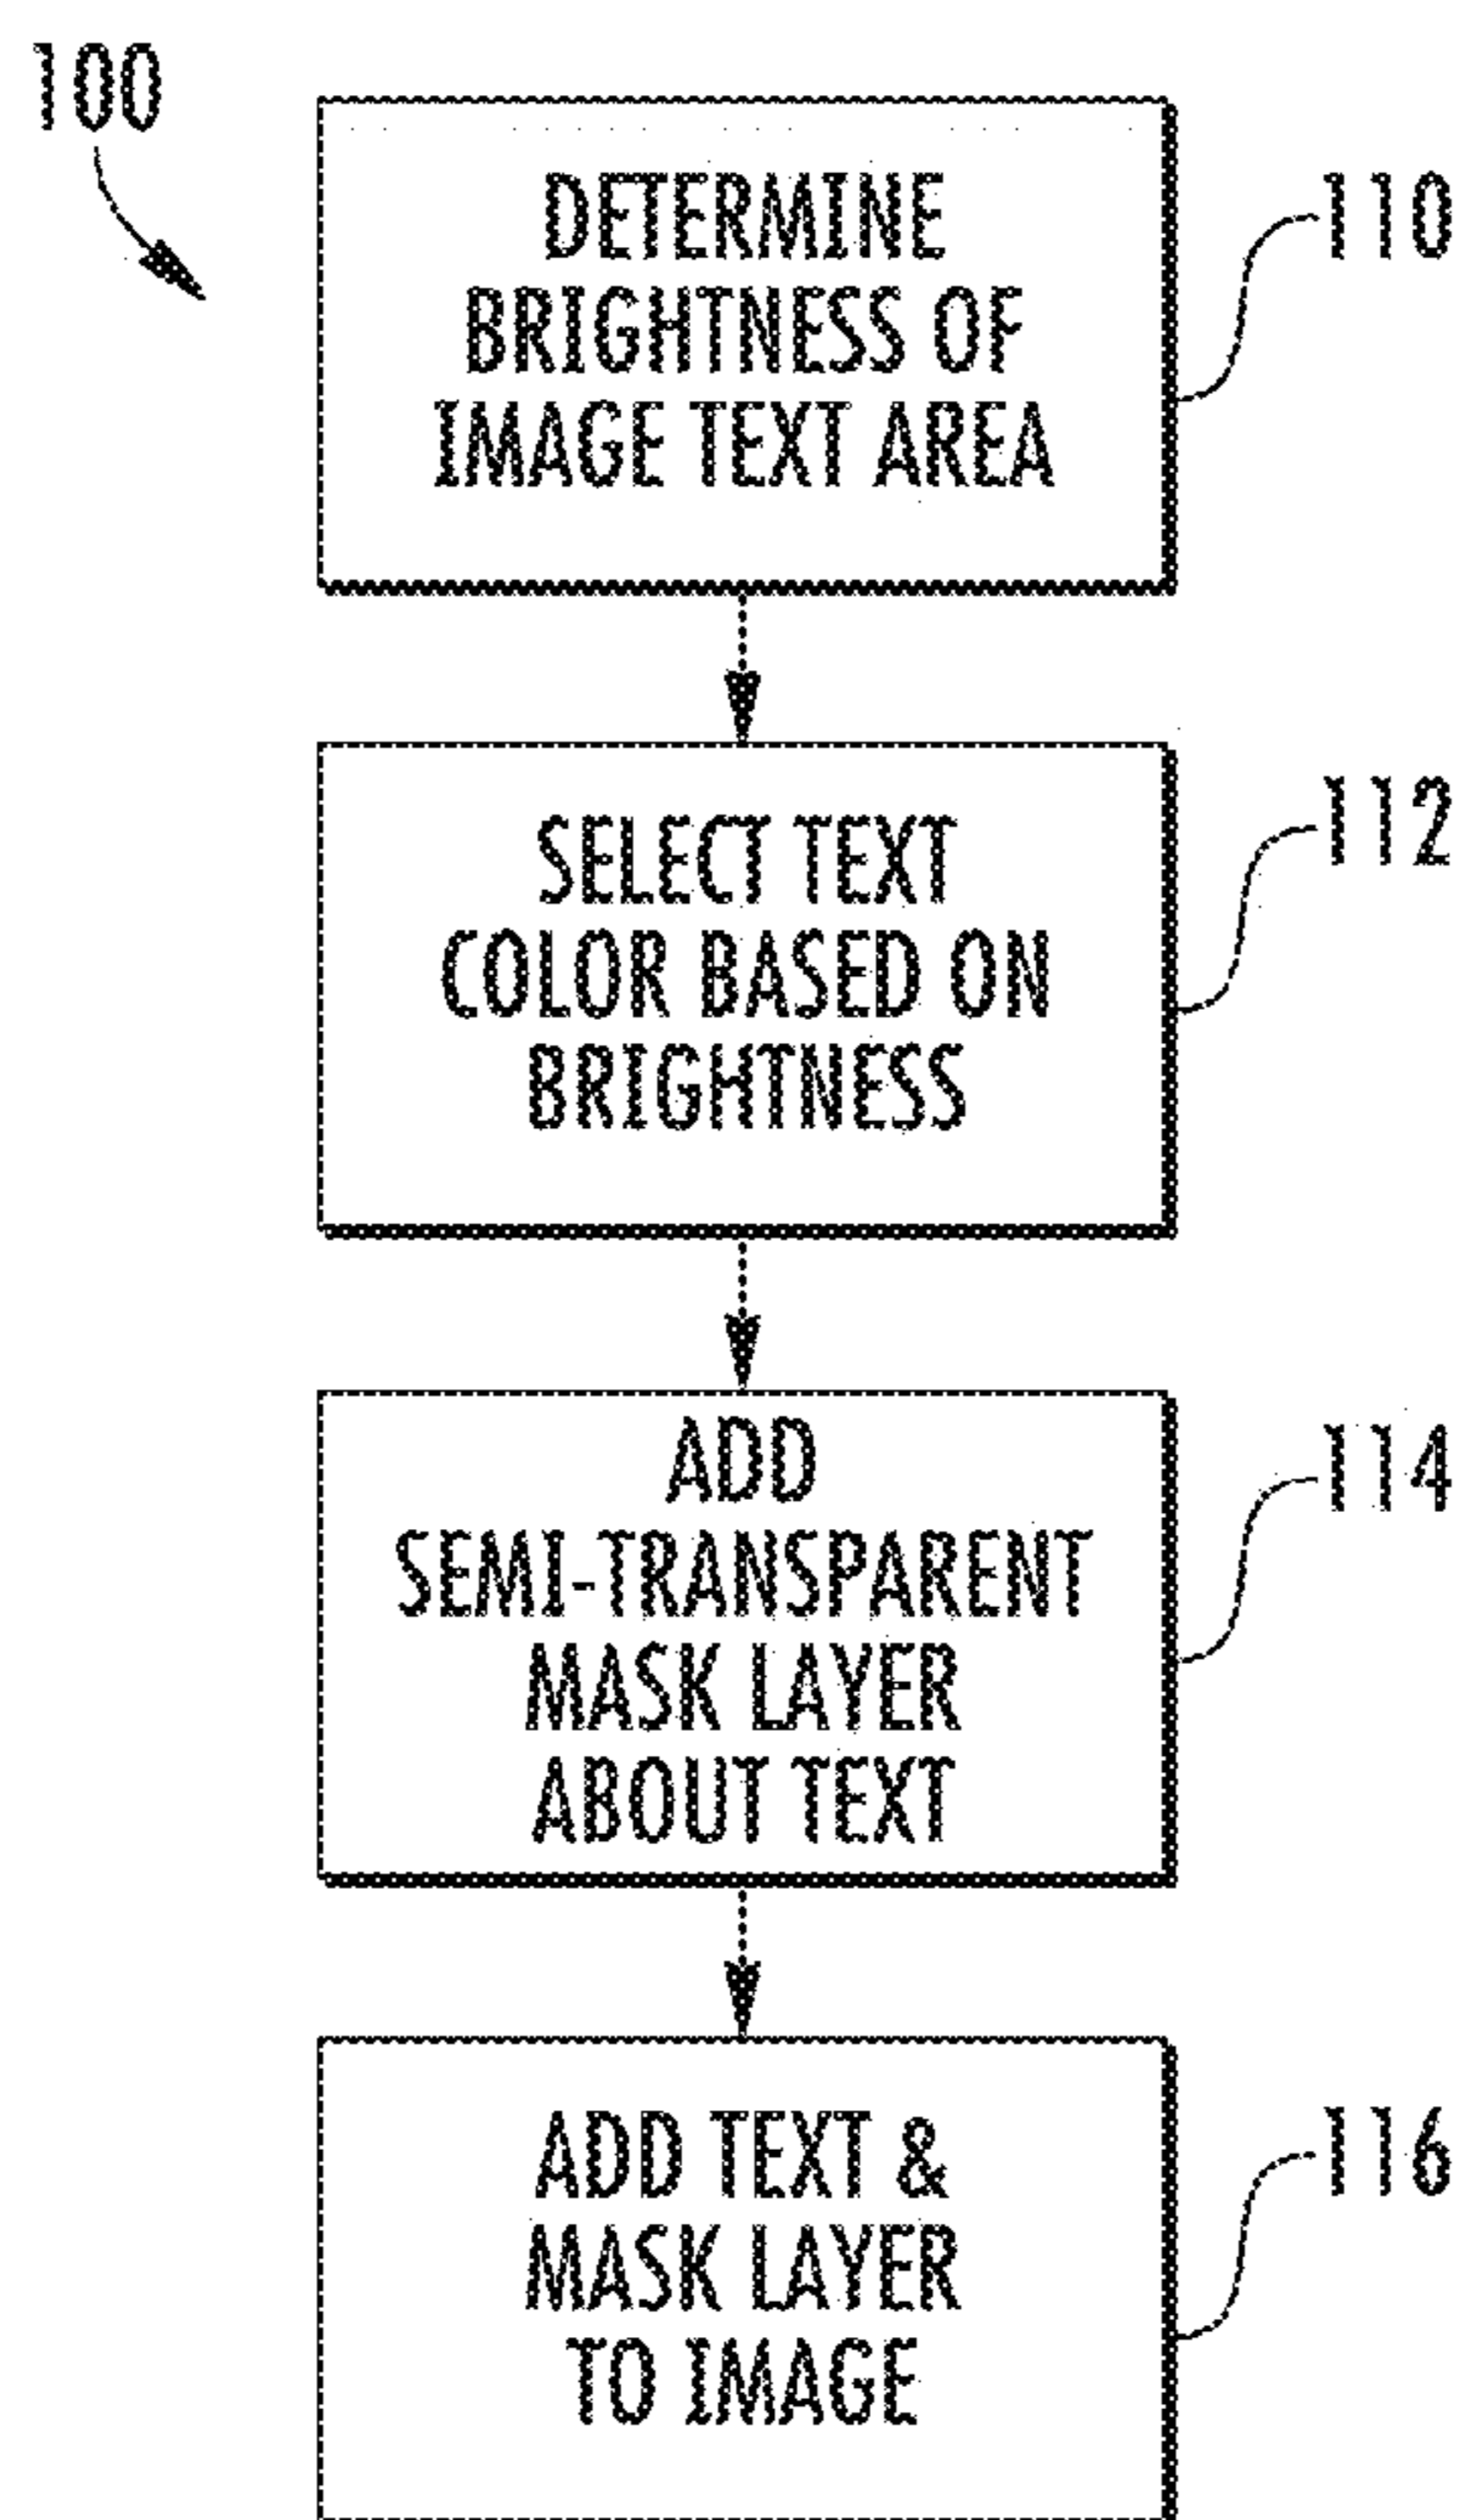 100
DETERMINE
BRIGHTNESS OF
IMAGE TEXT AREA
110
SELECT TEXT
COLOR BASED ON
BRIGHTNESS
112
ADD
SEMI-TRANSPARENT
MASK LAYER
ABOUT TEXT
114
ADD TEXT &
MASK LAYER
TO IMAGE
116